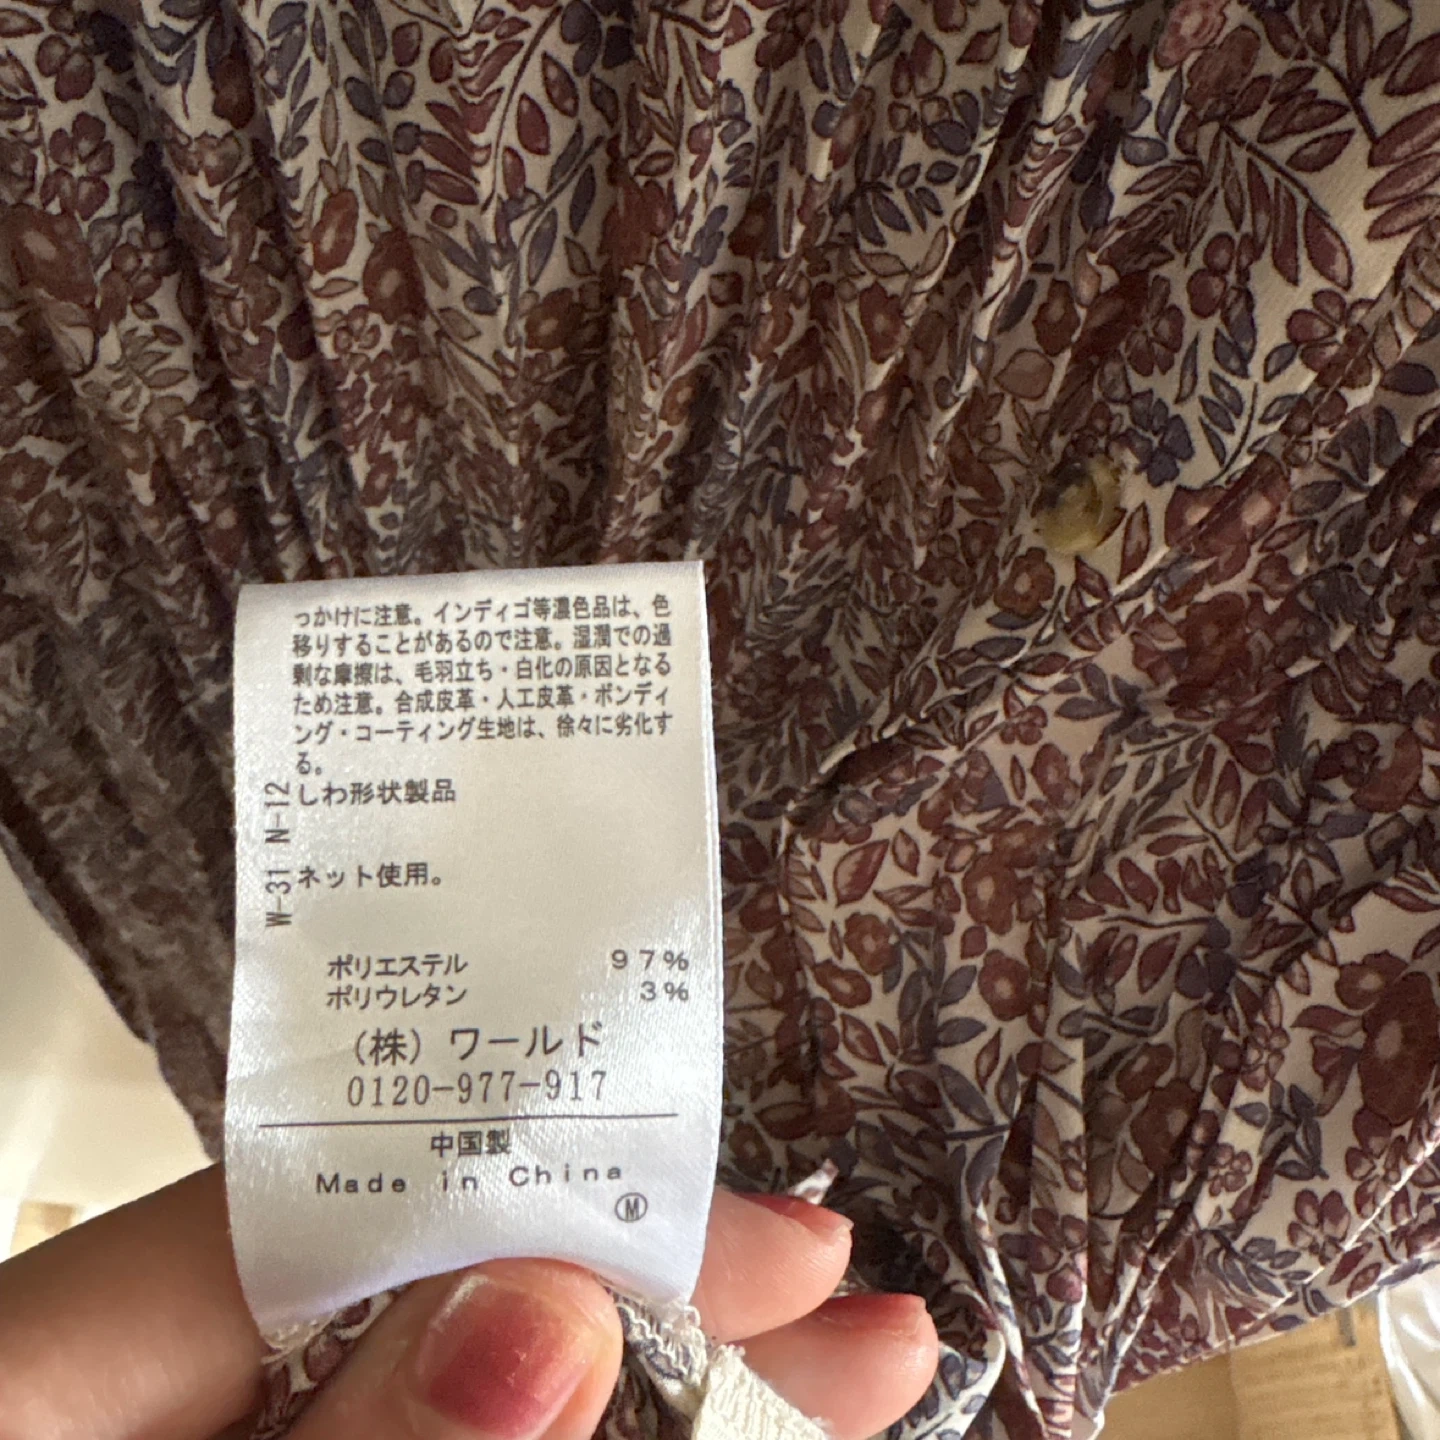 っかけに注意。インディゴ等濃色品は、色
移りすることがあるので注意。湿潤での過
剰な摩擦は、毛羽立ち・白化の原因となる
ため注意。合成皮革・人工皮革・ボンディ
ング・コーティング生地は、徐々に劣化す
る。
しわ形状製品
ネット使用。
W-31 N-12
ポリエステル 97%
ポリウレタン 3%
(株) ワールド
0120-977-917
中国製
Made in China
Ⓜ